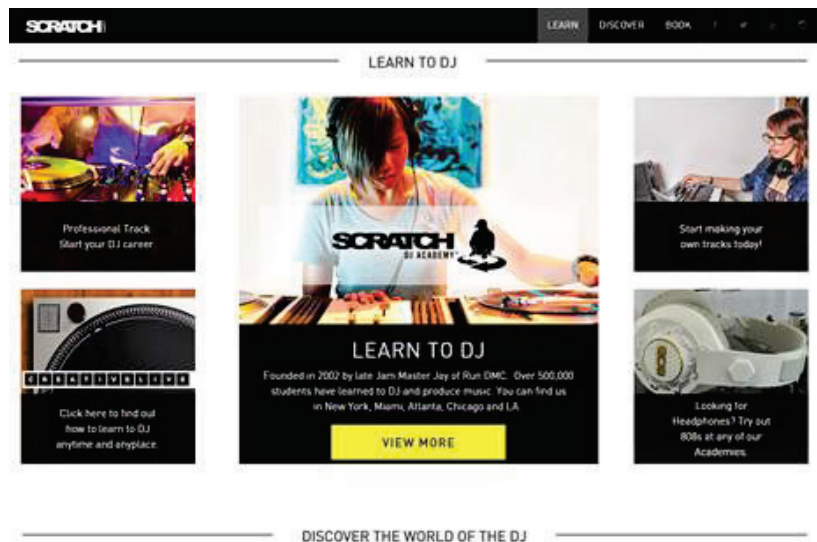 SCRATCH
LEARN DISCOVER BOOK
LEARN TO DJ
Professional Track
Start your DJ career
CREATIVELIVE
Click here to find out
how to learn to DJ
anytime and anyplace.
SCRATCH
DJ ACADEMY
LEARN TO DJ
Founded in 2002 by late Jam Master Jay of Run DMC. Over 500,000
students have learned to DJ and produce music. You can find us
in New York, Miami, Atlanta, Chicago and LA
VIEW MORE
Start making your
own tracks today!
Looking for
Headphones? Try out
808s at any of our
Academies.
DISCOVER THE WORLD OF THE DJ